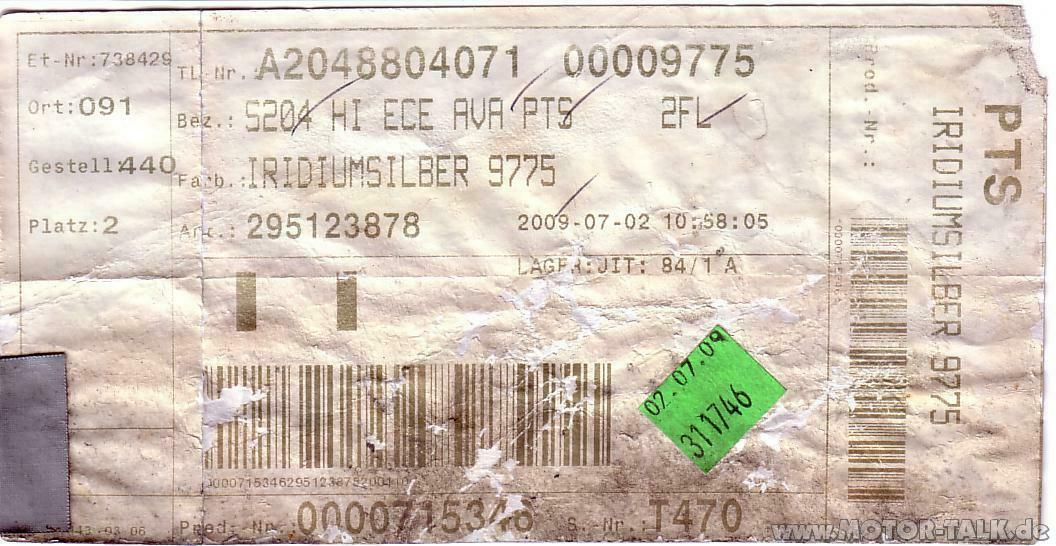 Et-Nr:738429
TL-Nr. A2048804071 00009775
Ort:091
Bez.: S204 HI ECE AVA PTS 2FL
Gestell:440
Farb.:IRIDIUMSILBER 9775
Platz:2
295123878
2009-07-02 10:58:05
LAGER:JIT: 84/1 A
Prod.-Nr.:
PTS
IRIDIUMSILBER 9775
02.07.09
311746
Prod. Nr.: 0000715346 S.-Nr.: T470
www.MOTOR-TALK.de